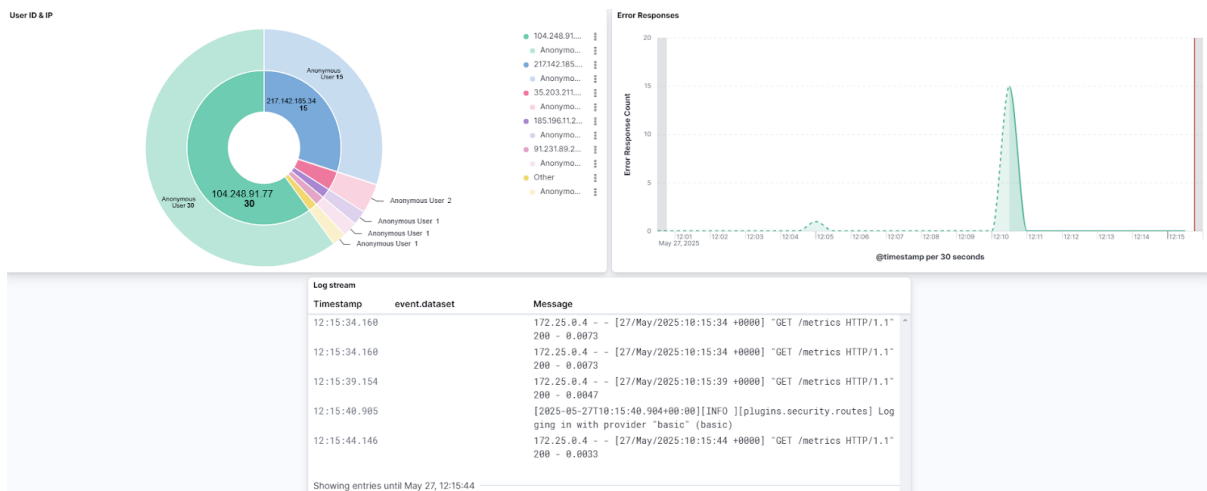 User ID & IP
Anonymous
User 15
217.142.185.34
15
104.248.91.77
30
Anonymous
User 30
Anonymous User 2
Anonymous User 1
Anonymous User 1
Anonymous User 1
104.248.91....
Anonymo...
217.142.185....
Anonymo...
35.203.211....
Anonymo...
185.196.11.2...
Anonymo...
91.231.89.2...
Anonymo...
Other
Anonymo...
Error Responses
Error Response Count
20
15
10
5
0
12:01 12:02 12:03 12:04 12:05 12:06 12:07 12:08 12:09 12:10 12:11 12:12 12:13 12:14 12:15
May 27, 2025
@timestamp per 30 seconds
Log stream
Timestamp event.dataset Message
12:15:34.160 172.25.0.4 - - [27/May/2025:10:15:34 +0000] "GET /metrics HTTP/1.1"
200 - 0.0073
12:15:34.160 172.25.0.4 - - [27/May/2025:10:15:34 +0000] "GET /metrics HTTP/1.1"
200 - 0.0073
12:15:39.154 172.25.0.4 - - [27/May/2025:10:15:39 +0000] "GET /metrics HTTP/1.1"
200 - 0.0047
12:15:40.905 [2025-05-27T10:15:40.904+00:00][INFO ][plugins.security.routes] Log
ging in with provider "basic" (basic)
12:15:44.146 172.25.0.4 - - [27/May/2025:10:15:44 +0000] "GET /metrics HTTP/1.1"
200 - 0.0033
Showing entries until May 27, 12:15:44